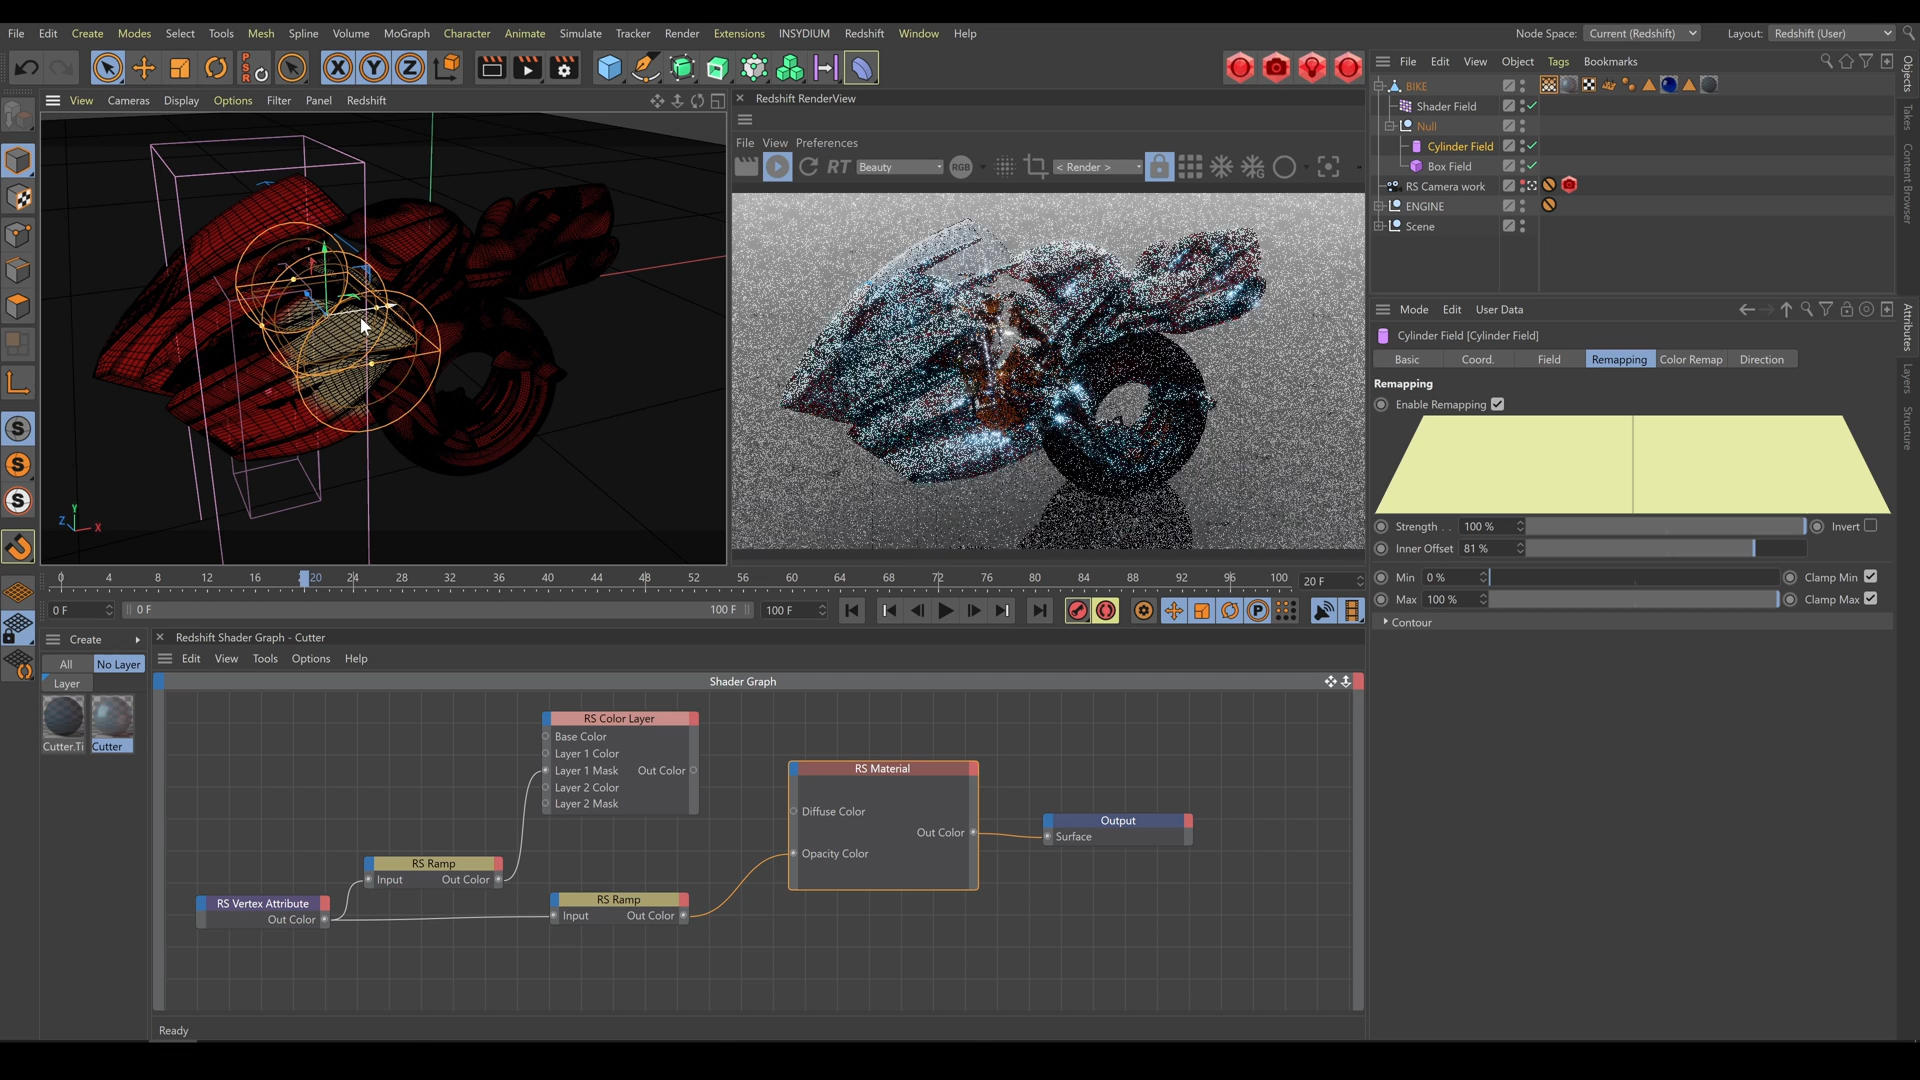 File Edit Create Modes Select Tools Mesh Spline Volume MoGraph Character Animate Simulate Tracker Render Extensions INSYDIUM Redshift Window Help Node Space: Current (Redshift) Layout: Redshift (User)
PSR X Y Z
File Edit View Object Tags Bookmarks
View Cameras Display Options Filter Panel Redshift
Redshift RenderView
File View Preferences
RT Beauty RGB < Render >
BIKE
Shader Field
Null
Cylinder Field
Box Field
RS Camera work
ENGINE
Scene
Objects
Takes
Content Browser
Mode Edit User Data
Cylinder Field [Cylinder Field]
Basic Coord. Field Remapping Color Remap Direction
Remapping
Enable Remapping
Strength . . 100 % Invert
Inner Offset 81 %
Min 0 % Clamp Min
Max 100 % Clamp Max
Contour
Attributes
Layers
Structure
Y
Z X
0 4 8 12 16 20 24 28 32 36 40 44 48 52 56 60 64 68 72 76 80 84 88 92 96 100 20 F
0 F 0 F 100 F 100 F P
S
S
S
Create
All No Layer
Layer
Cutter.Ti Cutter
Redshift Shader Graph - Cutter
Edit View Tools Options Help
Shader Graph
RS Color Layer
Base Color
Layer 1 Color
Layer 1 Mask Out Color
Layer 2 Color
Layer 2 Mask
RS Material
Diffuse Color
Out Color
Opacity Color
Output
Surface
RS Ramp
Input Out Color
RS Ramp
Input Out Color
RS Vertex Attribute
Out Color
Ready